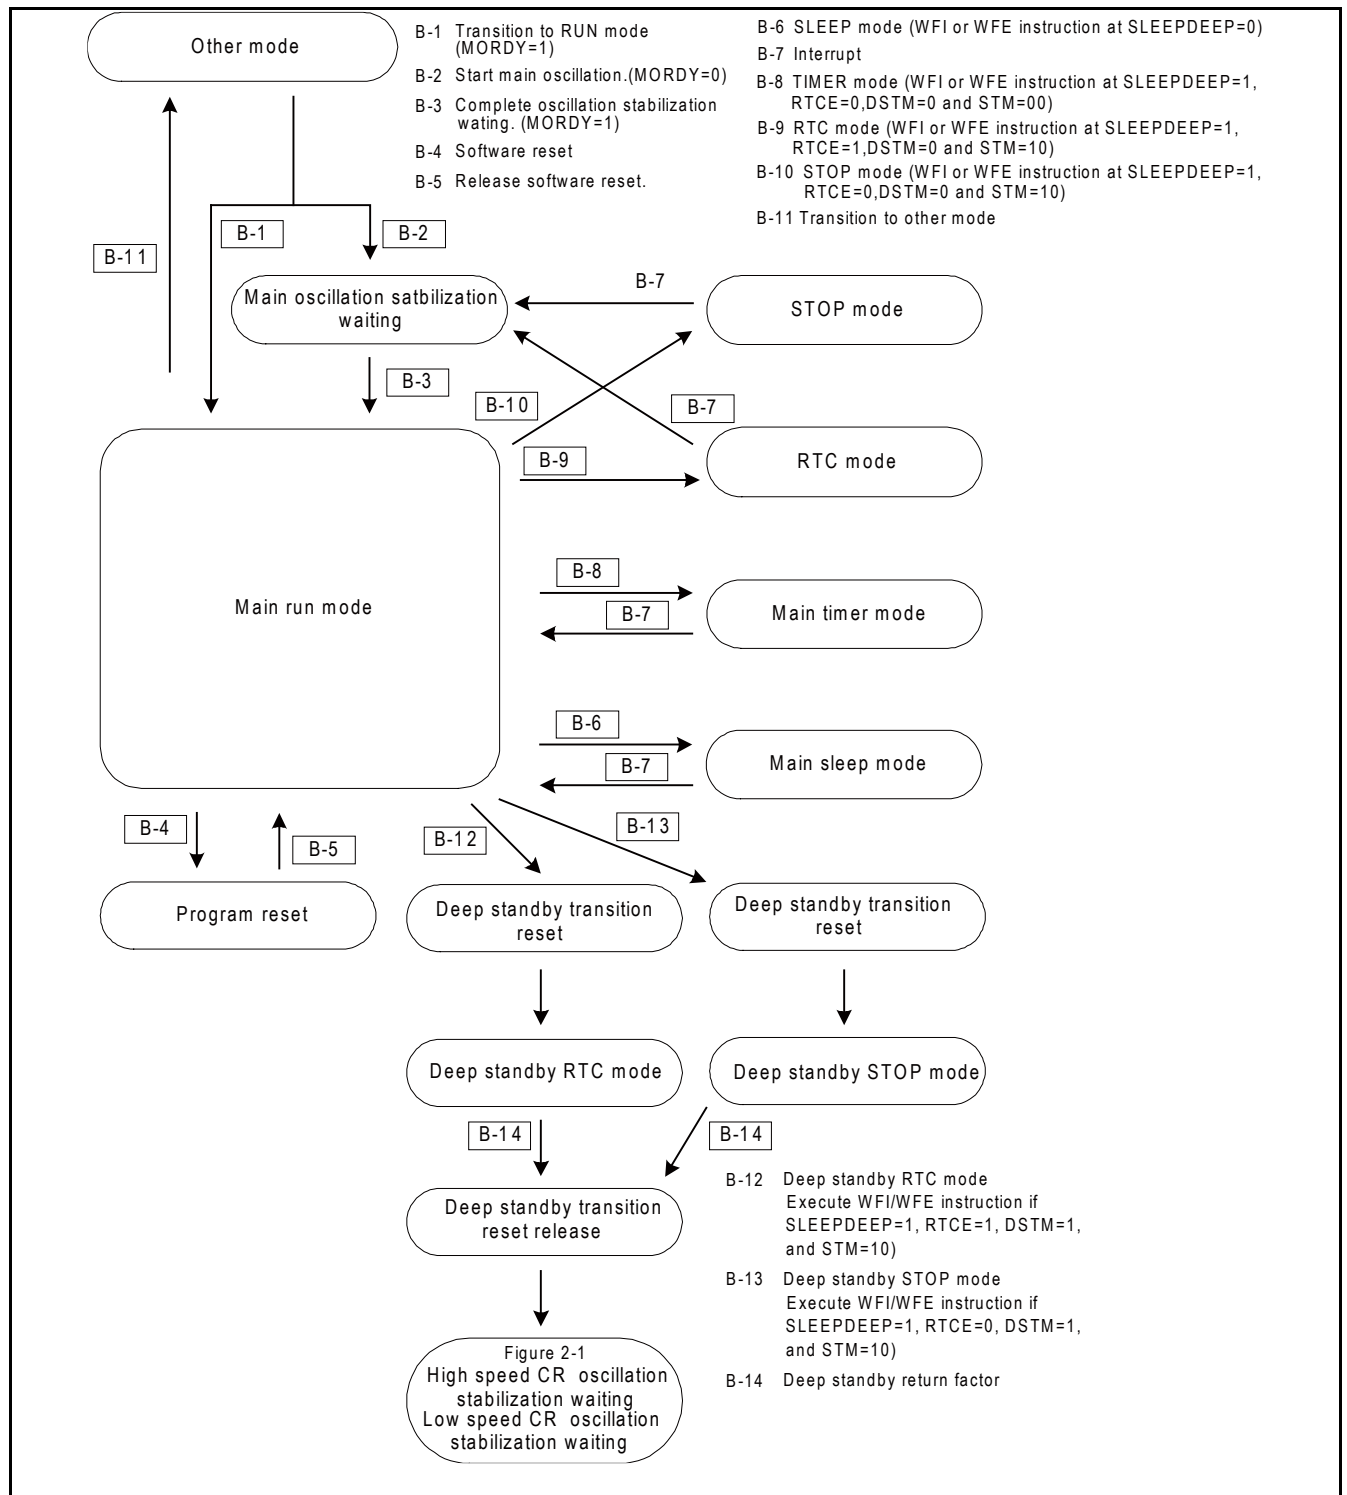 Other mode
B-1 Transition to RUN mode
(MORDY=1)
B-2 Start main oscillation.(MORDY=0)
B-3 Complete oscillation stabilization
wating. (MORDY=1)
B-4 Software reset
B-5 Release software reset.
B-6 SLEEP mode (WFI or WFE instruction at SLEEPDEEP=0)
B-7 Interrupt
B-8 TIMER mode (WFI or WFE instruction at SLEEPDEEP=1,
RTCE=0,DSTM=0 and STM=00)
B-9 RTC mode (WFI or WFE instruction at SLEEPDEEP=1,
RTCE=1,DSTM=0 and STM=10)
B-10 STOP mode (WFI or WFE instruction at SLEEPDEEP=1,
RTCE=0,DSTM=0 and STM=10)
B-11 Transition to other mode
B-11
B-1
B-2
Main oscillation satbilization
waiting
B-7
STOP mode
B-3
B-10
B-7
B-9
RTC mode
Main run mode
B-8
B-7
Main timer mode
B-6
B-7
Main sleep mode
B-4
B-5
B-12
B-13
Program reset
Deep standby transition
reset
Deep standby transition
reset
Deep standby RTC mode
Deep standby STOP mode
B-14
B-14
Deep standby transition
reset release
B-12 Deep standby RTC mode
Execute WFI/WFE instruction if
SLEEPDEEP=1, RTCE=1, DSTM=1,
and STM=10)
B-13 Deep standby STOP mode
Execute WFI/WFE instruction if
SLEEPDEEP=1, RTCE=0, DSTM=1,
and STM=10)
B-14 Deep standby return factor
Figure 2-1
High speed CR oscillation
stabilization waiting
Low speed CR oscillation
stabilization waiting